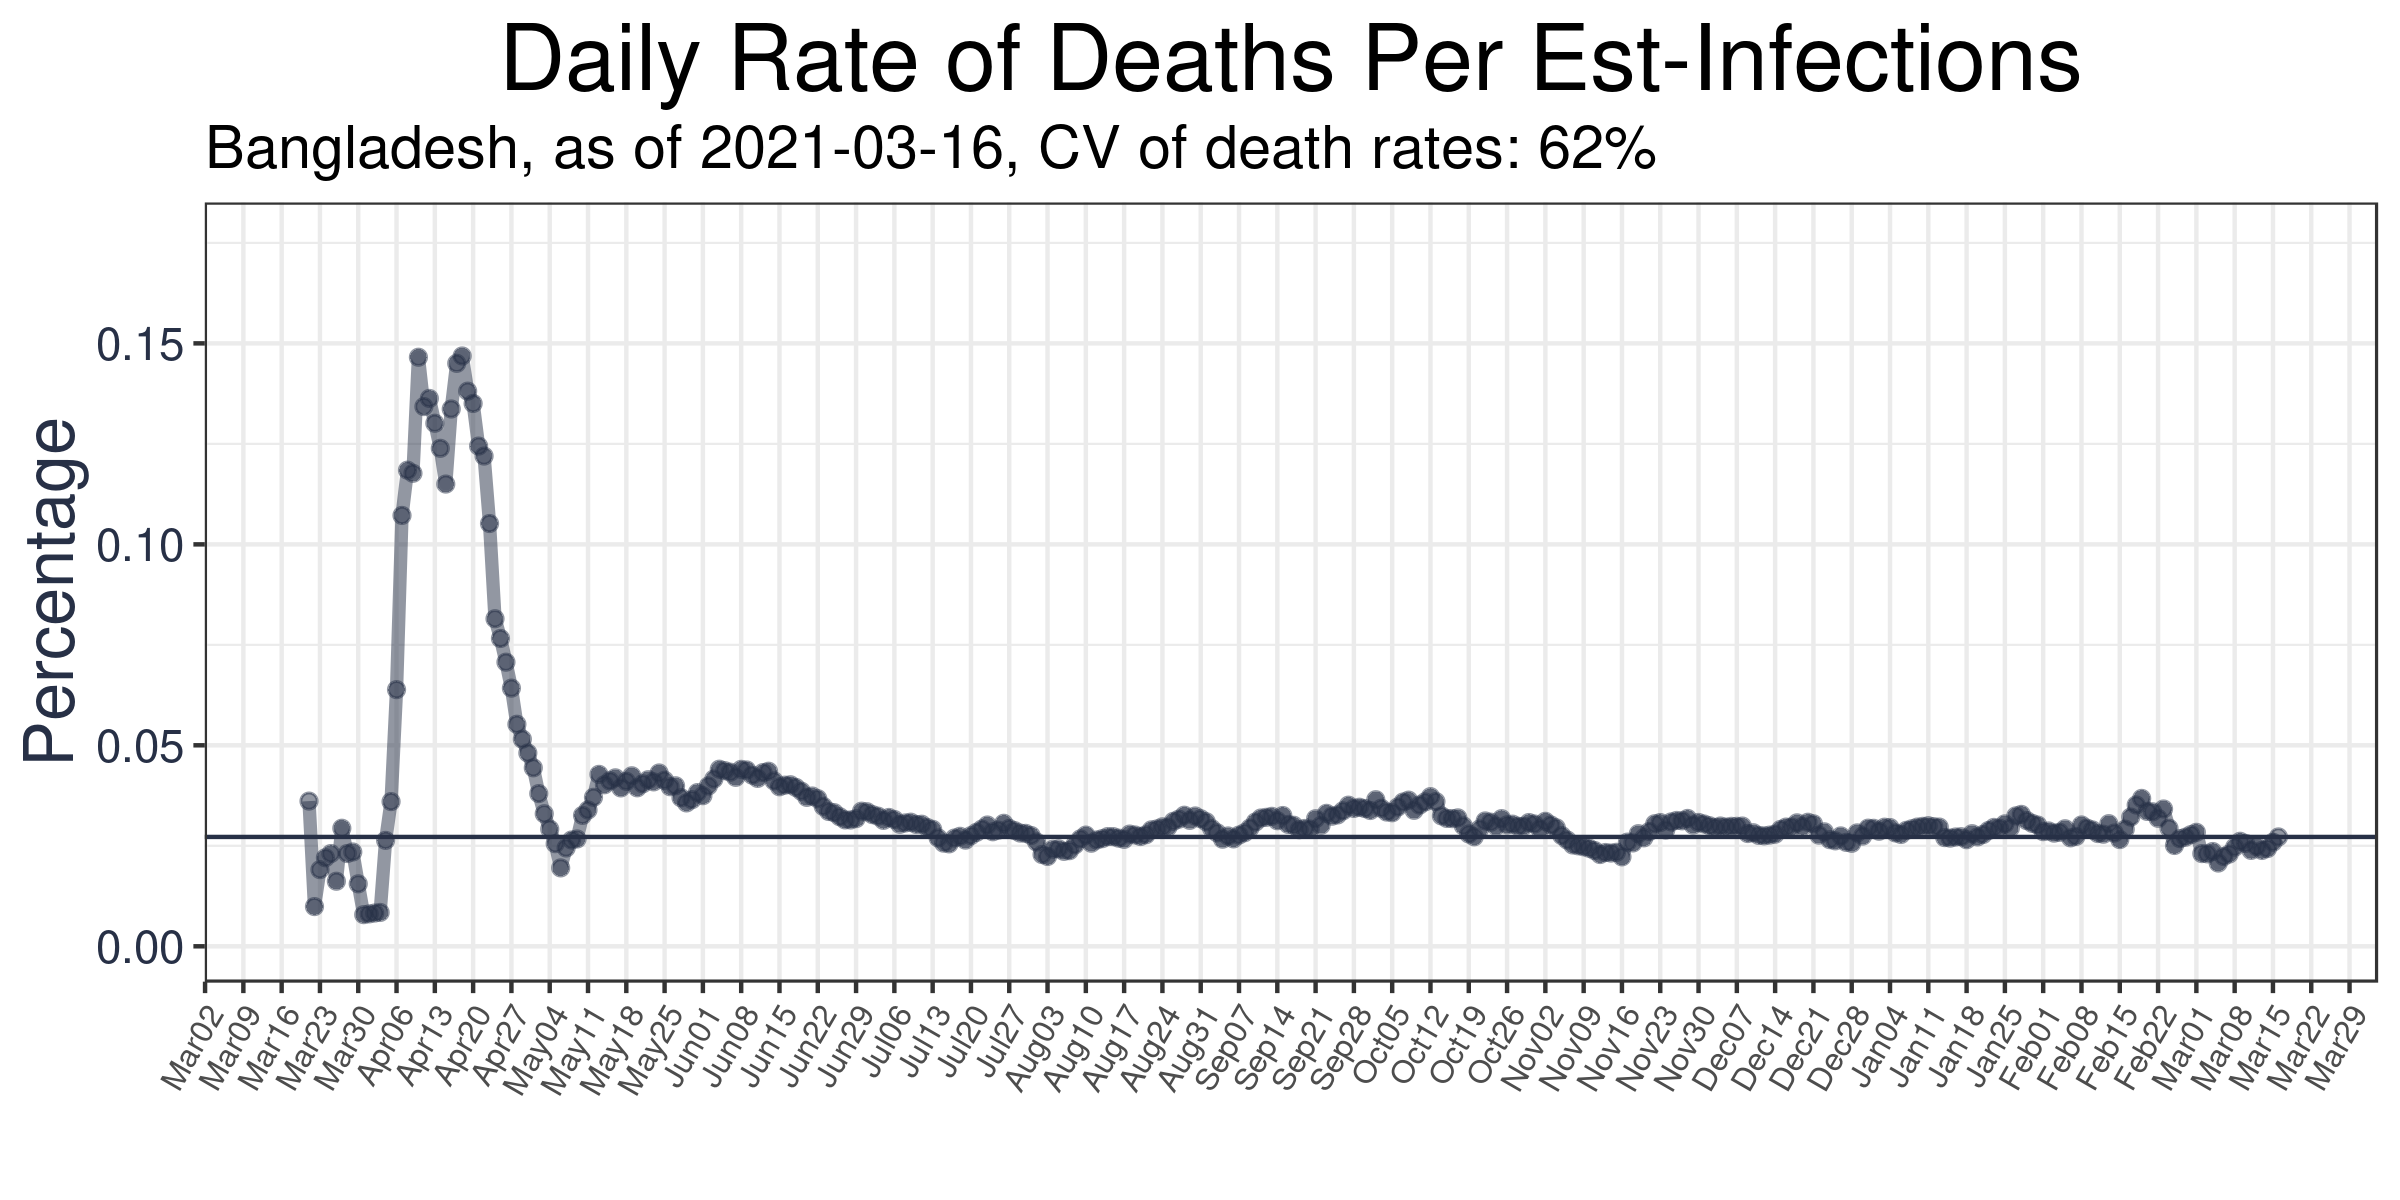 Daily Rate of Deaths Per Est-Infections
Bangladesh, as of 2021-03-16, CV of death rates: 62%
Percentage
0.15
0.10
0.05
0.00
Mar02
Mar09
Mar16
Mar23
Mar30
Apr06
Apr13
Apr20
Apr27
May04
May11
May18
May25
Jun01
Jun08
Jun15
Jun22
Jun29
Jul06
Jul13
Jul20
Jul27
Aug03
Aug10
Aug17
Aug24
Aug31
Sep07
Sep14
Sep21
Sep28
Oct05
Oct12
Oct19
Oct26
Nov02
Nov09
Nov16
Nov23
Nov30
Dec07
Dec14
Dec21
Dec28
Jan04
Jan11
Jan18
Jan25
Feb01
Feb08
Feb15
Feb22
Mar01
Mar08
Mar15
Mar22
Mar29